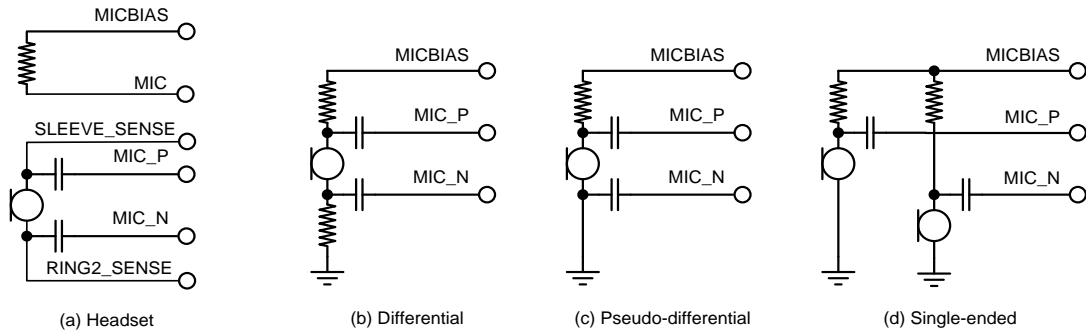 MICBIAS
MIC
SLEEVE_SENSE
MIC_P
MIC_N
RING2_SENSE
(a) Headset
MICBIAS
MIC_P
MIC_N
(b) Differential
MICBIAS
MIC_P
MIC_N
(c) Pseudo-differential
MICBIAS
MIC_P
MIC_N
(d) Single-ended